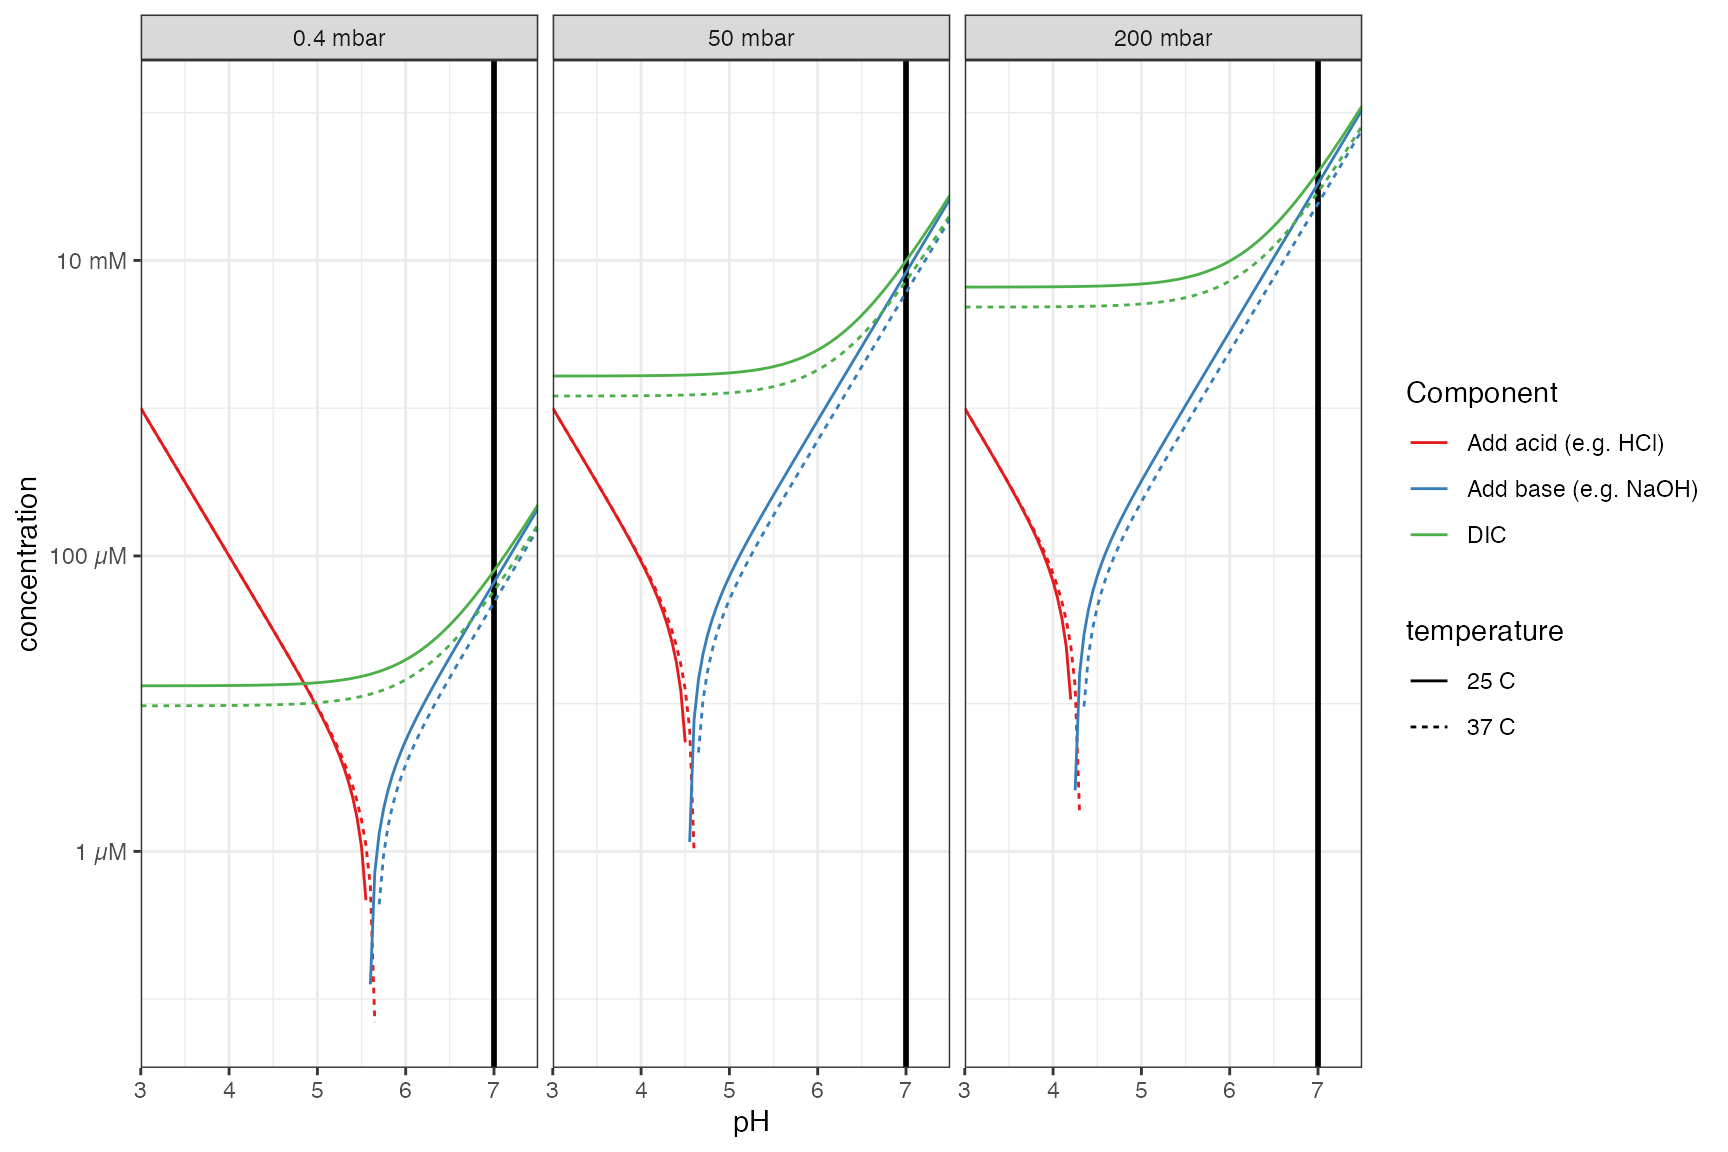 0.4 mbar 50 mbar 200 mbar
10 mM
100 µM
1 µM
concentration
3 4 5 6 7 3 4 5 6 7 3 4 5 6 7
pH
Component
Add acid (e.g. HCl)
Add base (e.g. NaOH)
DIC
temperature
25 C
37 C